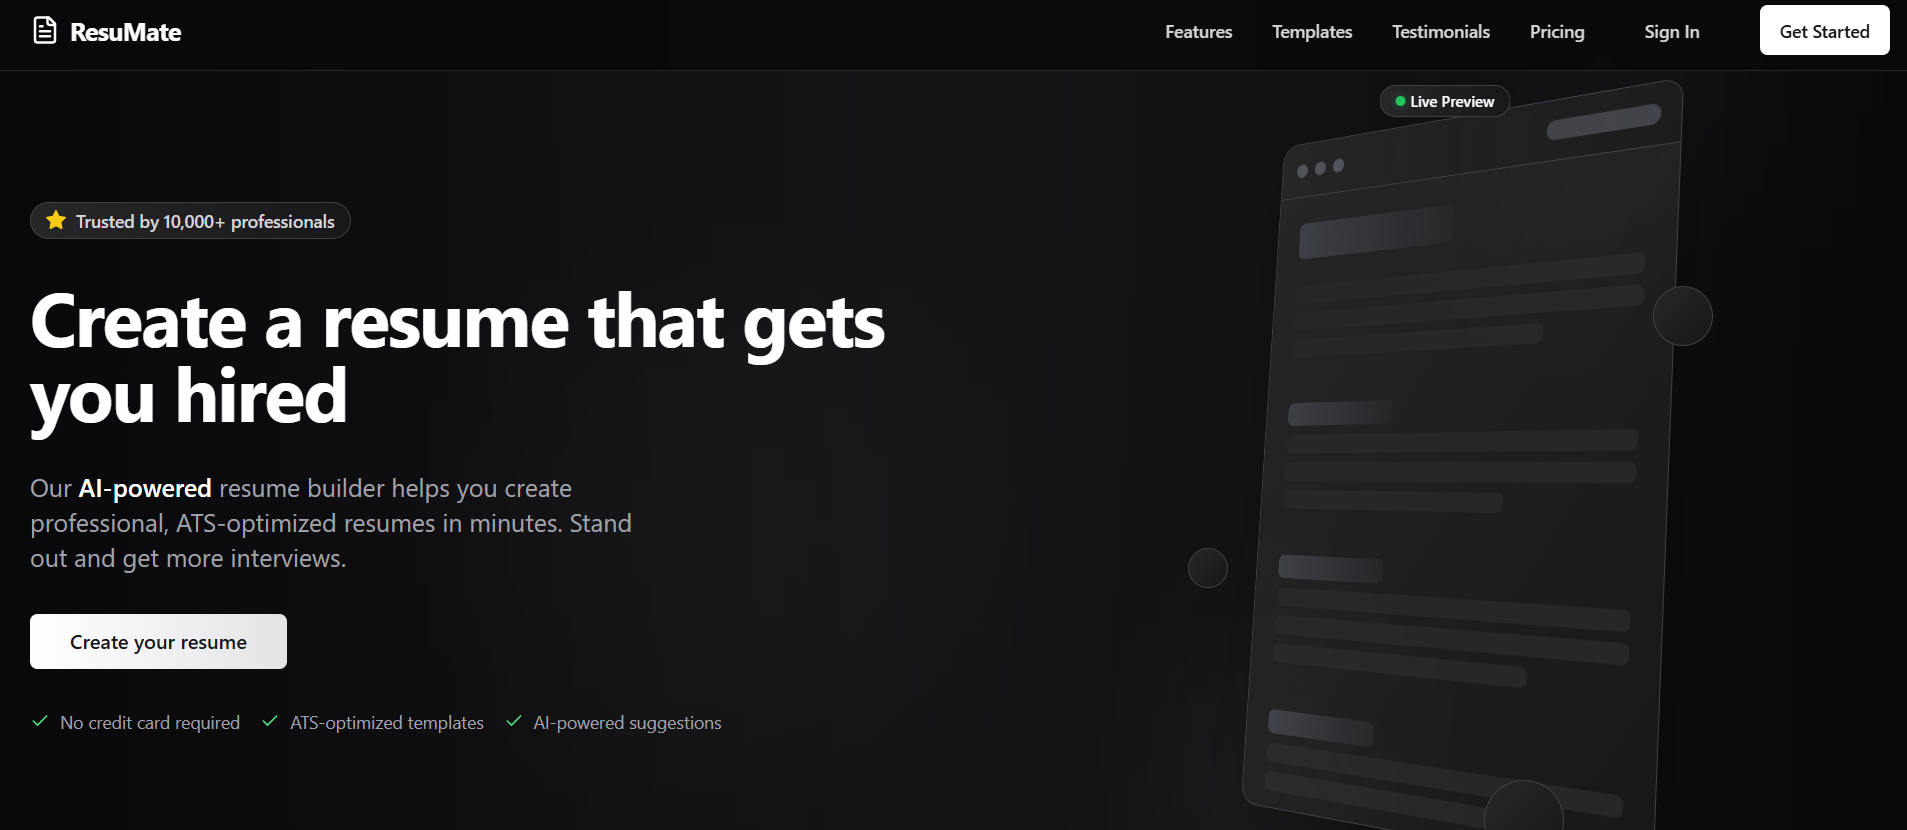 ResuMate
Features Templates Testimonials Pricing Sign In Get Started
Live Preview
Trusted by 10,000+ professionals
Create a resume that gets
you hired
Our AI-powered resume builder helps you create
professional, ATS-optimized resumes in minutes. Stand
out and get more interviews.
Create your resume
No credit card required ATS-optimized templates AI-powered suggestions